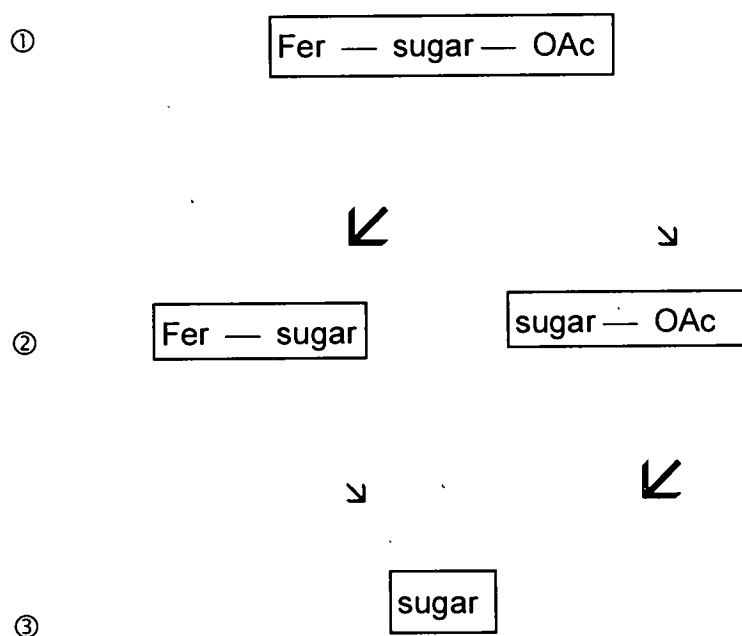 ① Fer — sugar — OAc
② Fer — sugar sugar — OAc
sugar
③